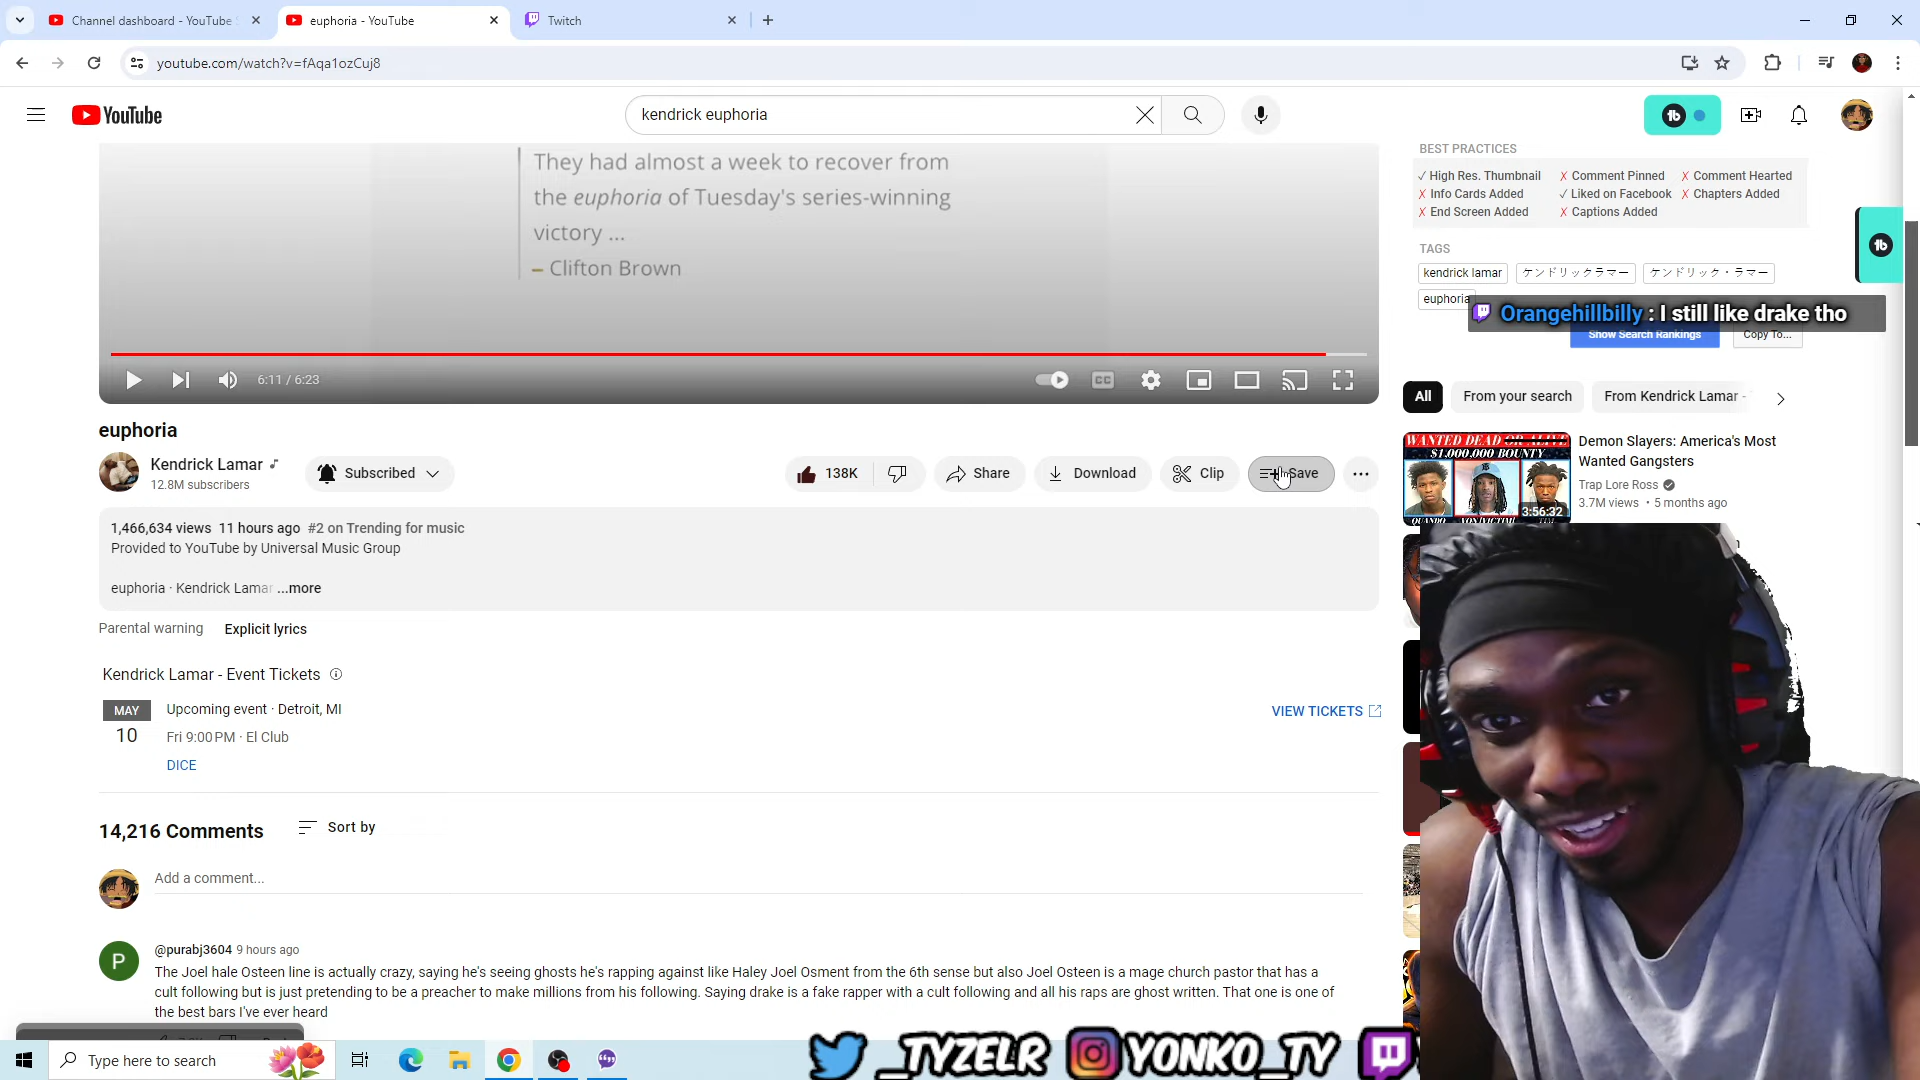 Channel dashboard - YouTube
euphoria - YouTube
Twitch
youtube.com/watch?v=fAqa1ozCuj8
YouTube
kendrick euphoria
They had almost a week to recover from
the euphoria of Tuesday's series-winning
victory ...
– Clifton Brown
6:11 / 6:23
CC
BEST PRACTICES
✓ High Res. Thumbnail
X Comment Pinned
X Comment Hearted
X Info Cards Added
✓ Liked on Facebook
X Chapters Added
X End Screen Added
X Captions Added
TAGS
kendrick lamar
ケンドリックラマー
ケンドリック・ラマー
euphoria
Orangehillbilly : I still like drake tho
Show Search Rankings
Copy To...
All
From your search
From Kendrick Lamar -
euphoria
Kendrick Lamar
12.8M subscribers
Subscribed
138K
Share
Download
Clip
Save
1,466,634 views 11 hours ago #2 on Trending for music
Provided to YouTube by Universal Music Group
euphoria · Kendrick Lamar ...more
Parental warning
Explicit lyrics
Kendrick Lamar - Event Tickets
MAY
10
Upcoming event · Detroit, MI
Fri 9:00 PM · El Club
DICE
VIEW TICKETS
WANTED DEAD OR ALIVE
$1.000.000 BOUNTY
3:56:32
Demon Slayers: America's Most
Wanted Gangsters
Trap Lore Ross
3.7M views • 5 months ago
14,216 Comments
Sort by
Add a comment...
P
@purabj3604 9 hours ago
The Joel hale Osteen line is actually crazy, saying he's seeing ghosts he's rapping against like Haley Joel Osment from the 6th sense but also Joel Osteen is a mage church pastor that has a
cult following but is just pretending to be a preacher to make millions from his following. Saying drake is a fake rapper with a cult following and all his raps are ghost written. That one is one of
the best bars I've ever heard
_TYZELR
YONKO_TY
Type here to search